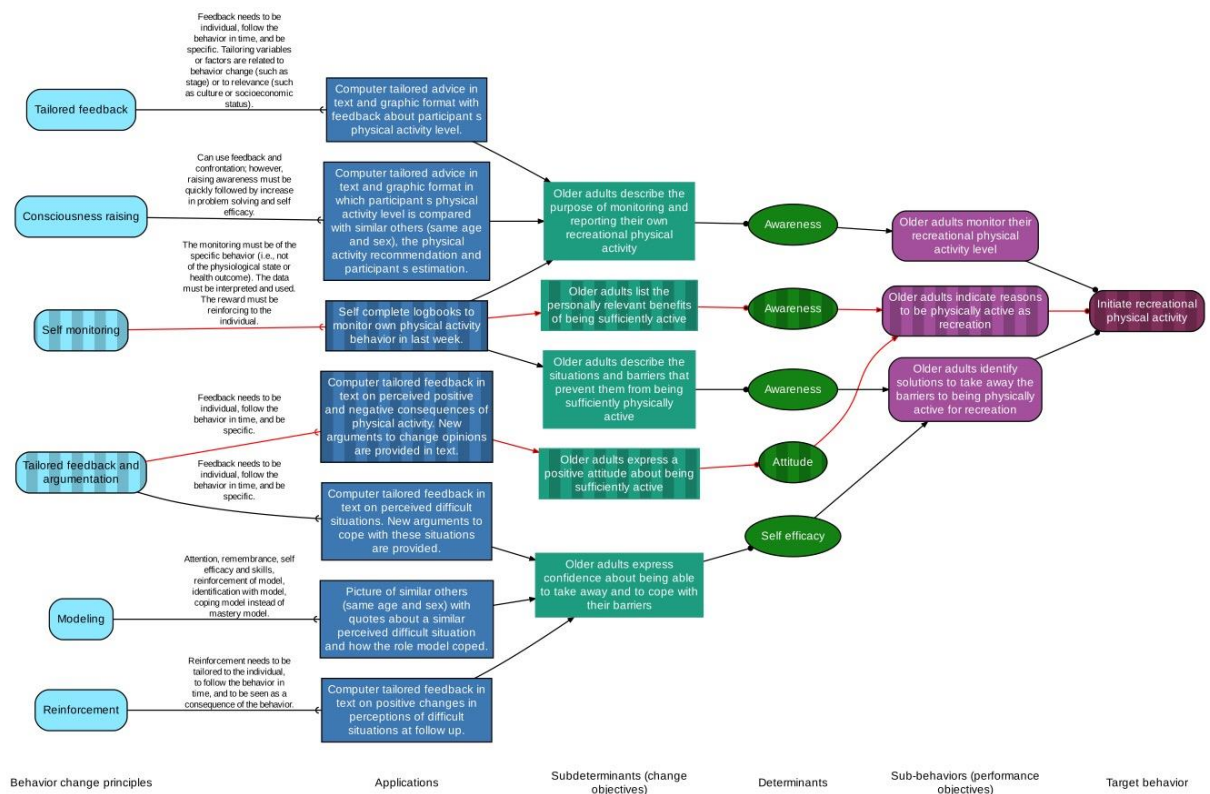 Feedback needs to be
individual, follow the
behavior in time, and be
specific. Tailoring variables
or factors are related to
behavior change (such as
stage) or to relevance (such
as culture or socioeconomic
status).
Tailored feedback
Computer tailored advice in
text and graphic format with
feedback about participant s
physical activity level.
Can use feedback and
confrontation; however,
raising awareness must be
quickly followed by increase
in problem solving and self
efficacy.
Consciousness raising
Computer tailored advice in
text and graphic format in
which participant s physical
activity level is compared
with similar others (same age
and sex), the physical
activity recommendation and
participant s estimation.
Older adults describe the
purpose of monitoring and
reporting their own
recreational physical
activity
Awareness
Older adults monitor their
recreational physical
activity level
The monitoring must be of the
specific behavior (i.e., not
of the physiological state or
health outcome). The data
must be interpreted and used.
The reward must be
reinforcing to the
individual.
Self monitoring
Self complete logbooks to
monitor own physical activity
behavior in last week.
Older adults list the
personally relevant benefits
of being sufficiently active
Awareness
Older adults indicate reasons
to be physically active as
recreation
Initiate recreational
physical activity
Older adults describe the
situations and barriers that
prevent them from being
sufficiently physically
active
Awareness
Older adults identify
solutions to take away the
barriers to being physically
active for recreation
Feedback needs to be
individual, follow the
behavior in time, and be
specific.
Computer tailored feedback in
text on perceived positive
and negative consequences of
physical activity. New
arguments to change opinions
are provided in text.
Tailored feedback and
argumentation
Older adults express a
positive attitude about being
sufficiently active
Attitude
Feedback needs to be
individual, follow the
behavior in time, and be
specific.
Computer tailored feedback in
text on perceived difficult
situations. New arguments to
cope with these situations
are provided.
Self efficacy
Older adults express
confidence about being able
to take away and to cope with
their barriers
Attention, remembrance, self
efficacy and skills,
reinforcement of model,
identification with model,
coping model instead of
mastery model.
Modeling
Picture of similar others
(same age and sex) with
quotes about a similar
perceived difficult situation
and how the role model coped.
Reinforcement needs to be
tailored to the individual,
to follow the behavior in
time, and to be seen as a
consequence of the behavior.
Reinforcement
Computer tailored feedback in
text on positive changes in
perceptions of difficult
situations at follow up.
Behavior change principles
Applications
Subdeterminants (change
objectives)
Determinants
Sub-behaviors (performance
objectives)
Target behavior